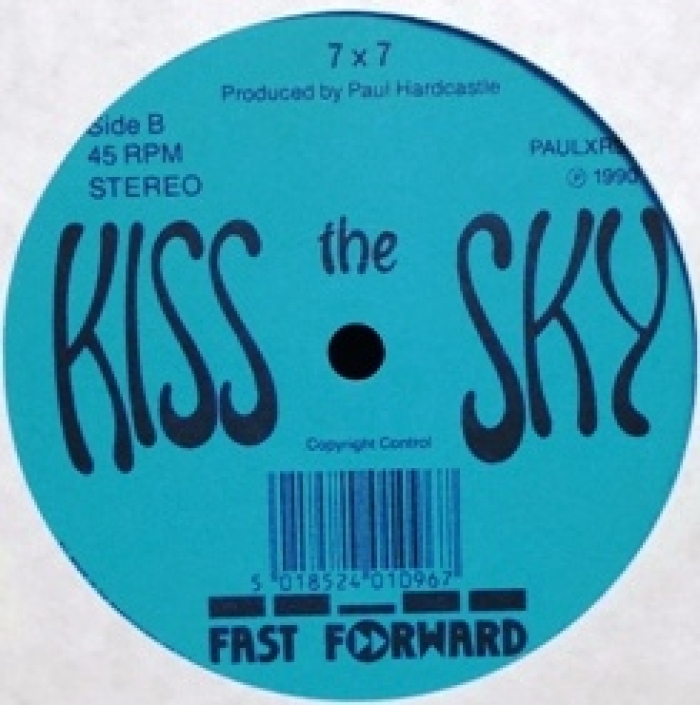 7 x 7
Produced by Paul Hardcastle
Side B
45 RPM
STEREO
℗ 1990
KISS the SKY
Copyright Control
5 018524 010967
FAST FORWARD